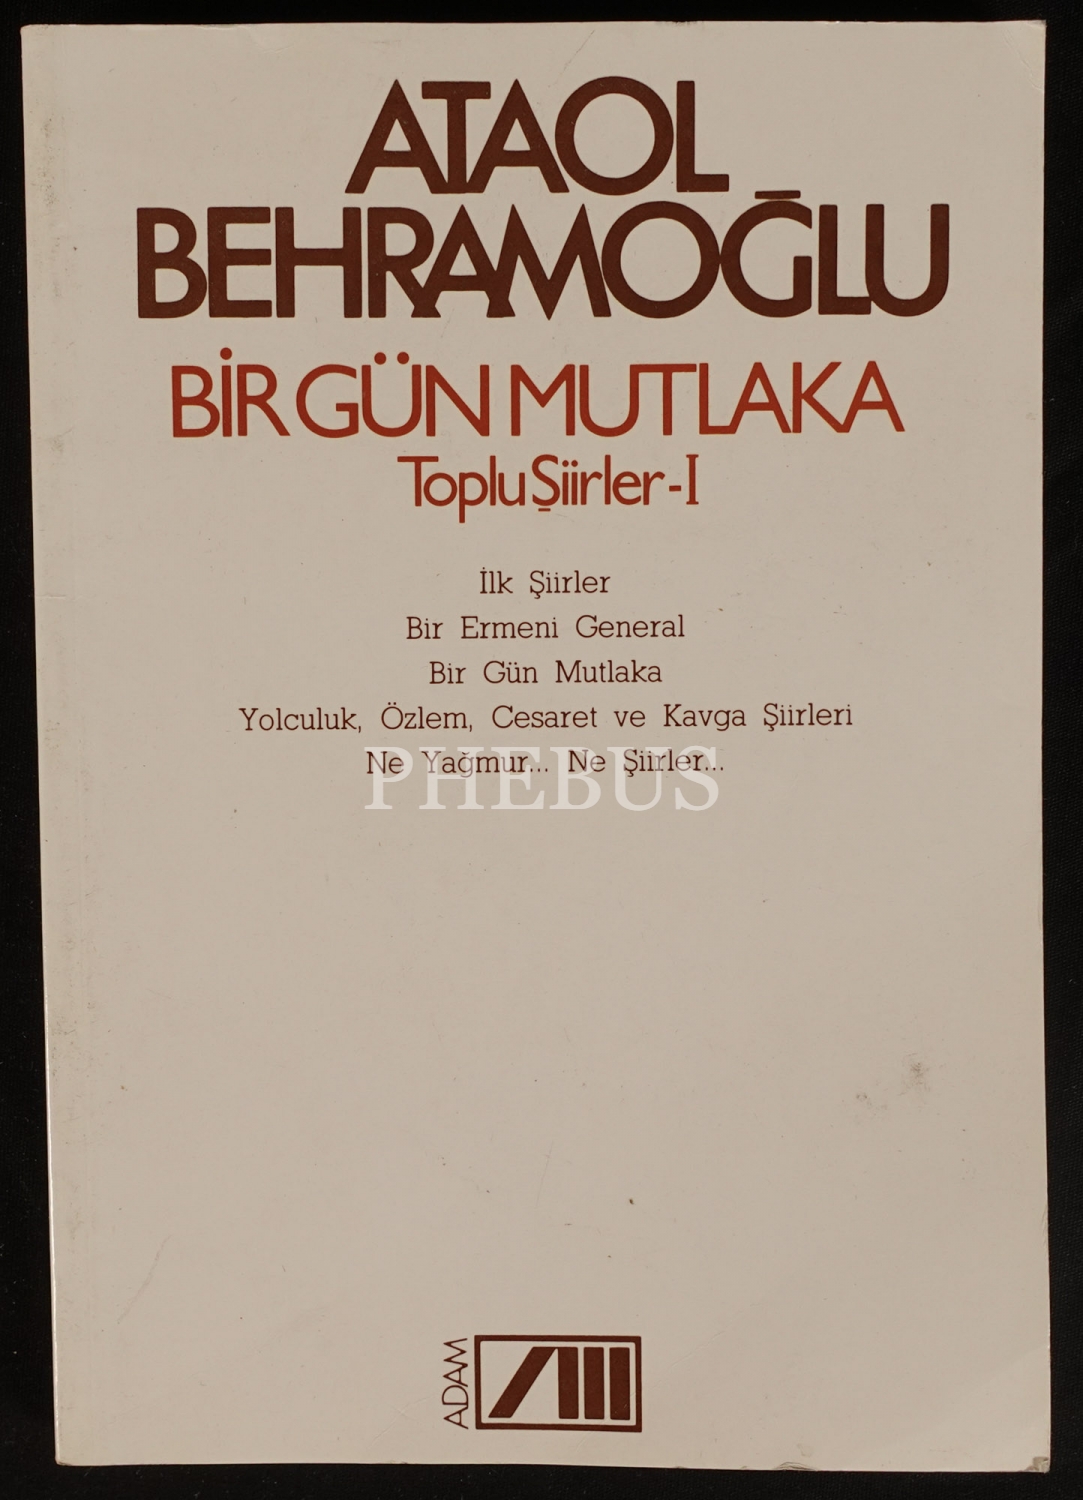 ATAOL
BEHRAMOĞLU
BİR GÜN MUTLAKA
Toplu Şiirler-I
İlk Şiirler
Bir Ermeni General
Bir Gün Mutlaka
Yolculuk, Özlem, Cesaret ve Kavga Şiirleri
Ne Yağmur... Ne Şiirler...
PHEBUS
ADAM